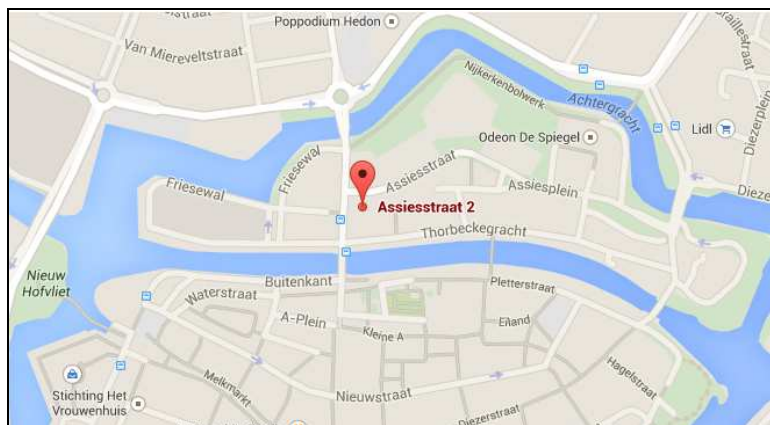 Poppodium Hedon
Van Miereveltstraat
Nijkerkenbolwerk
Achtergracht
Lidl
Diezerplein
Odeon De Spiegel
Friesewal
Friesewal
Assiesstraat
Assiesplein
Assiesstraat 2
Thorbeckegracht
Nieuw
Hofvliet
Buitenkant
Waterstraat
Pletterstraat
A-Plein
Kleine A
Eiland
Stichting Het
Vrouwenhuis
Melkmarkt
Nieuwstraat
Hagelstraat
Diezerstraat